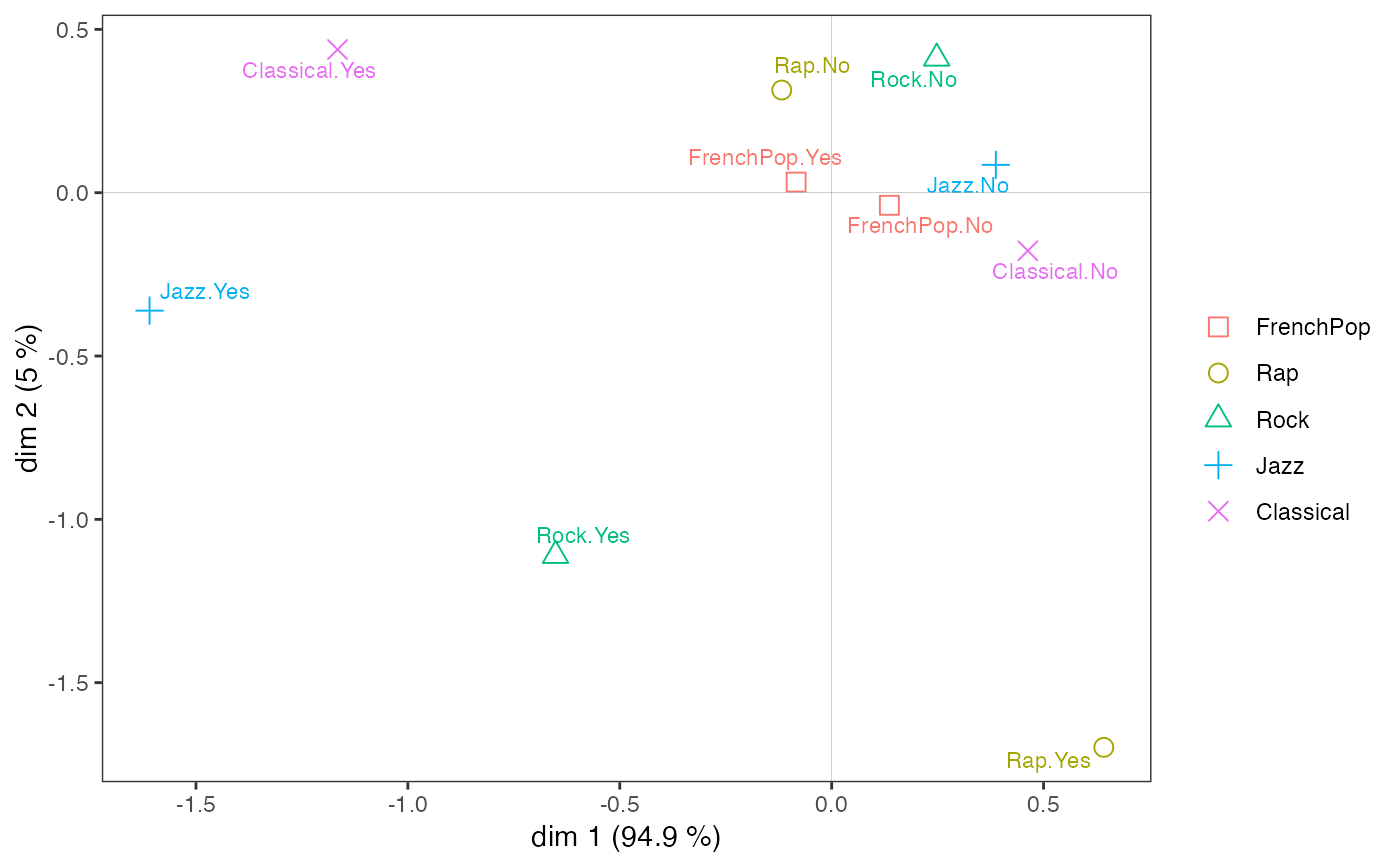 0.5
0.0
-0.5
-1.0
-1.5
dim 2 (5 %)
Classical.Yes
Rap.No
Rock.No
FrenchPop.Yes
Jazz.No
FrenchPop.No
Classical.No
Jazz.Yes
Rock.Yes
Rap.Yes
-1.5
-1.0
-0.5
0.0
0.5
dim 1 (94.9 %)
FrenchPop
Rap
Rock
Jazz
Classical